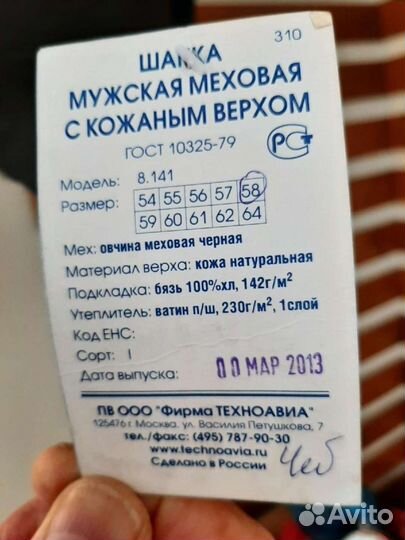 310
ШАПКА
МУЖСКАЯ МЕХОВАЯ
С КОЖАНЫМ ВЕРХОМ
ГОСТ 10325-79
РСТ
Модель: 8.141
Размер: 54 55 56 57 58
59 60 61 62 64
Мех: овчина меховая черная
Материал верха: кожа натуральная
Подкладка: бязь 100%хл, 142г/м²
Утеплитель: ватин п/ш, 230г/м², 1слой
Код ЕНС:
Сорт: I
Дата выпуска: 00 МАР 2013
ПВ ООО "Фирма ТЕХНОАВИА"
125476 г. Москва, ул. Василия Петушкова, 7
тел./факс: (495) 787-90-30
www.technoavia.ru
Сделано в России
Чеб
Avito